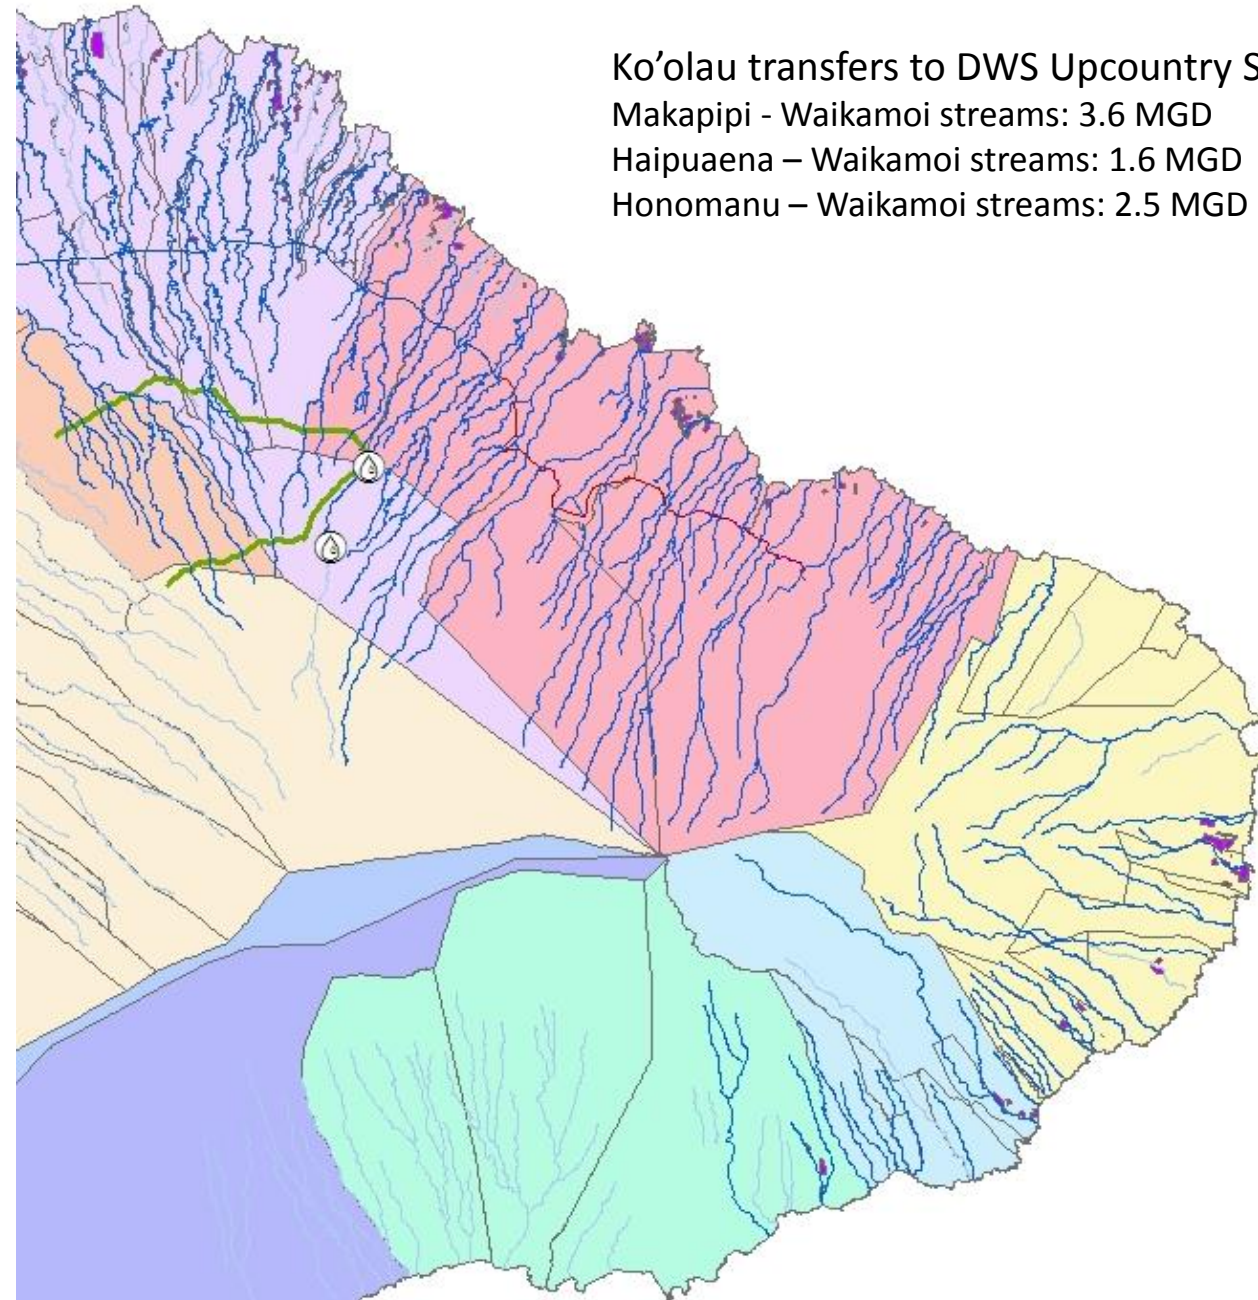 Ko’olau transfers to DWS Upcountry S
Makapipi - Waikamoi streams: 3.6 MGD
Haipuaena – Waikamoi streams: 1.6 MGD
Honomanu – Waikamoi streams: 2.5 MGD